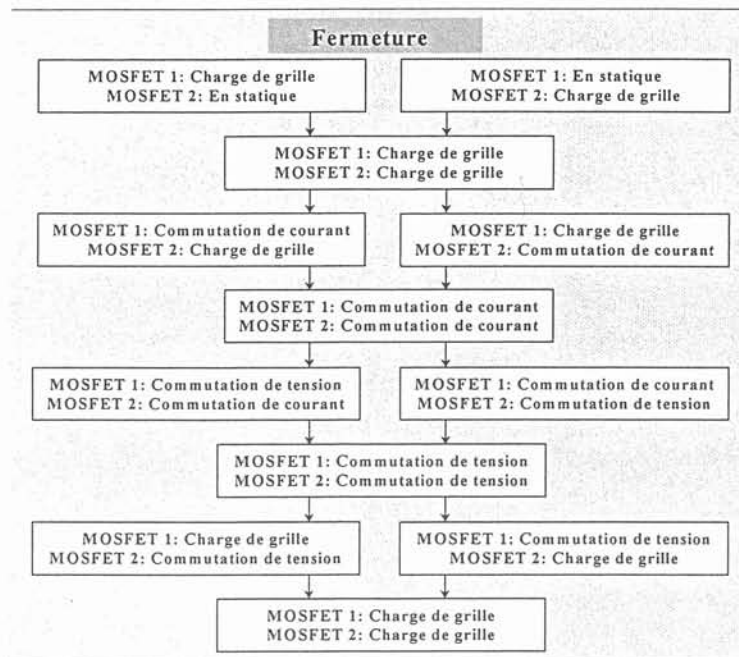 Fermeture
MOSFET 1: Charge de grille
MOSFET 2: En statique
MOSFET 1: En statique
MOSFET 2: Charge de grille
MOSFET 1: Charge de grille
MOSFET 2: Charge de grille
MOSFET 1: Commutation de courant
MOSFET 2: Charge de grille
MOSFET 1: Charge de grille
MOSFET 2: Commutation de courant
MOSFET 1: Commutation de courant
MOSFET 2: Commutation de courant
MOSFET 1: Commutation de tension
MOSFET 2: Commutation de courant
MOSFET 1: Commutation de courant
MOSFET 2: Commutation de tension
MOSFET 1: Commutation de tension
MOSFET 2: Commutation de tension
MOSFET 1: Charge de grille
MOSFET 2: Commutation de tension
MOSFET 1: Commutation de tension
MOSFET 2: Charge de grille
MOSFET 1: Charge de grille
MOSFET 2: Charge de grille